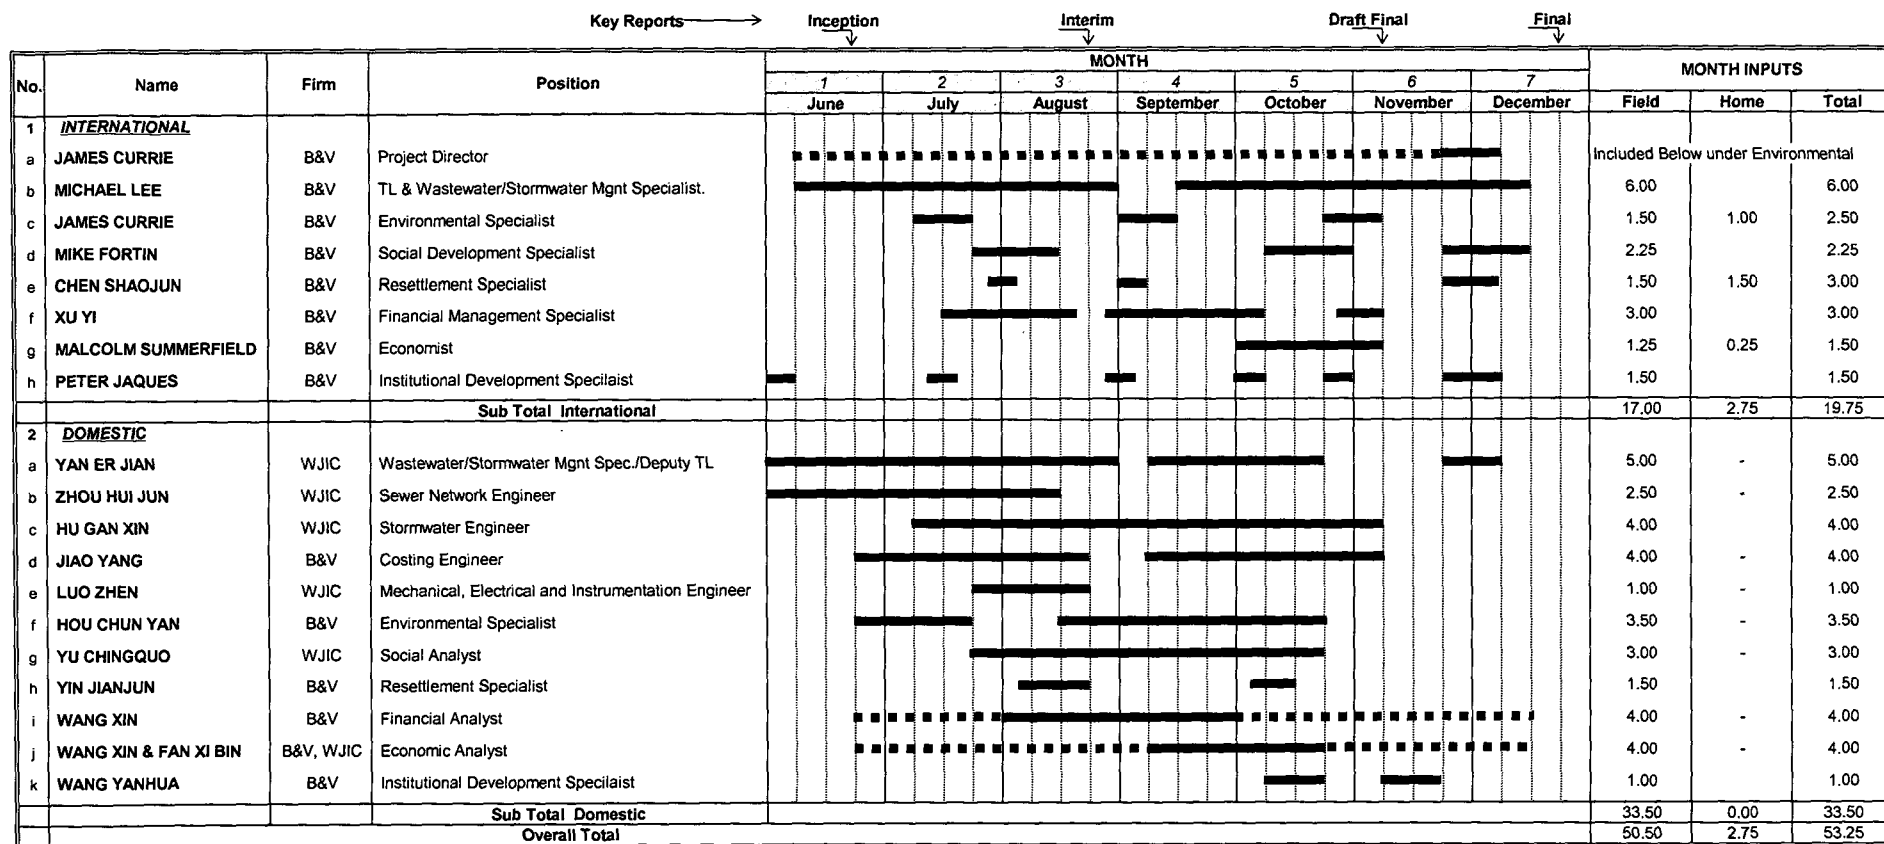 Key Reports Inception Interim Draft Final Final
No. Name Firm Position MONTH MONTH INPUTS
1 2 3 4 5 6 7
June July August September October November December Field Home Total
1 INTERNATIONAL
a JAMES CURRIE B&V Project Director Included Below under Environmental
b MICHAEL LEE B&V TL & Wastewater/Stormwater Mgnt Specialist. 6.00 6.00
c JAMES CURRIE B&V Environmental Specialist 1.50 1.00 2.50
d MIKE FORTIN B&V Social Development Specialist 2.25 2.25
e CHEN SHAOJUN B&V Resettlement Specialist 1.50 1.50 3.00
f XU YI B&V Financial Management Specialist 3.00 3.00
g MALCOLM SUMMERFIELD B&V Economist 1.25 0.25 1.50
h PETER JAQUES B&V Institutional Development Specilaist 1.50 1.50
Sub Total International 17.00 2.75 19.75
2 DOMESTIC
a YAN ER JIAN WJIC Wastewater/Stormwater Mgnt Spec./Deputy TL 5.00 - 5.00
b ZHOU HUI JUN WJIC Sewer Network Engineer 2.50 - 2.50
c HU GAN XIN WJIC Stormwater Engineer 4.00 4.00
d JIAO YANG B&V Costing Engineer 4.00 - 4.00
e LUO ZHEN WJIC Mechanical, Electrical and Instrumentation Engineer 1.00 - 1.00
f HOU CHUN YAN B&V Environmental Specialist 3.50 - 3.50
g YU CHINGQUO WJIC Social Analyst 3.00 - 3.00
h YIN JIANJUN B&V Resettlement Specialist 1.50 1.50
i WANG XIN B&V Financial Analyst 4.00 - 4.00
j WANG XIN & FAN XI BIN B&V, WJIC Economic Analyst 4.00 - 4.00
k WANG YANHUA B&V Institutional Development Specilaist 1.00 1.00
Sub Total Domestic 33.50 0.00 33.50
Overall Total 50.50 2.75 53.25